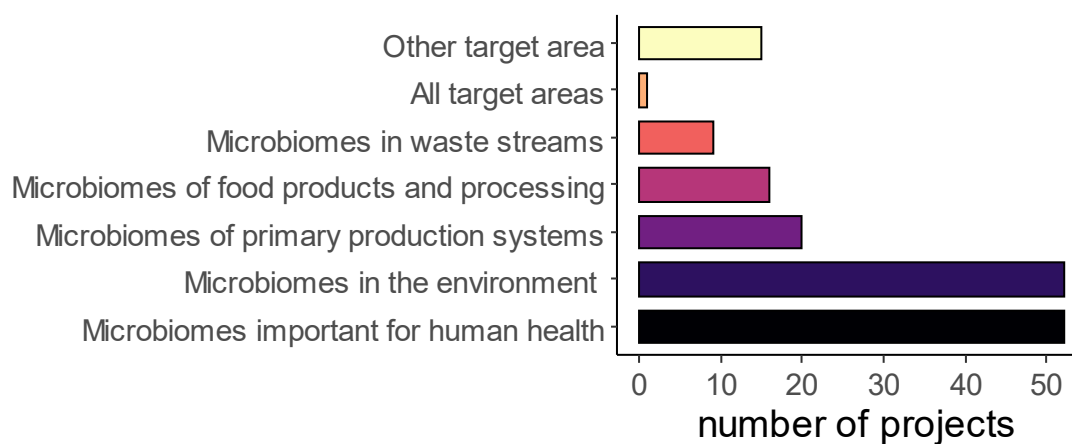 Other target area
All target areas
Microbiomes in waste streams
Microbiomes of food products and processing
Microbiomes of primary production systems
Microbiomes in the environment
Microbiomes important for human health
0 10 20 30 40 50
number of projects